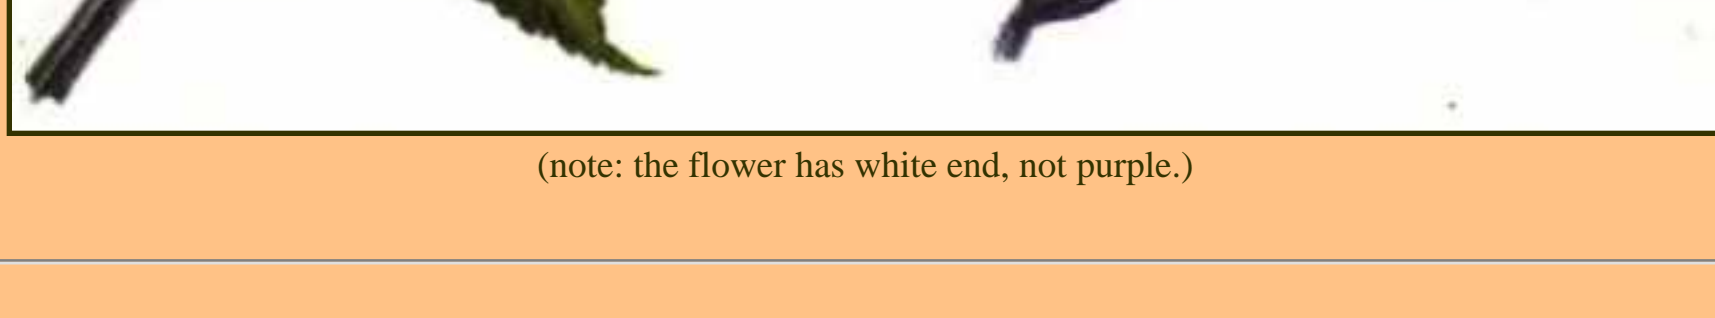 (note: the flower has white end, not purple.)